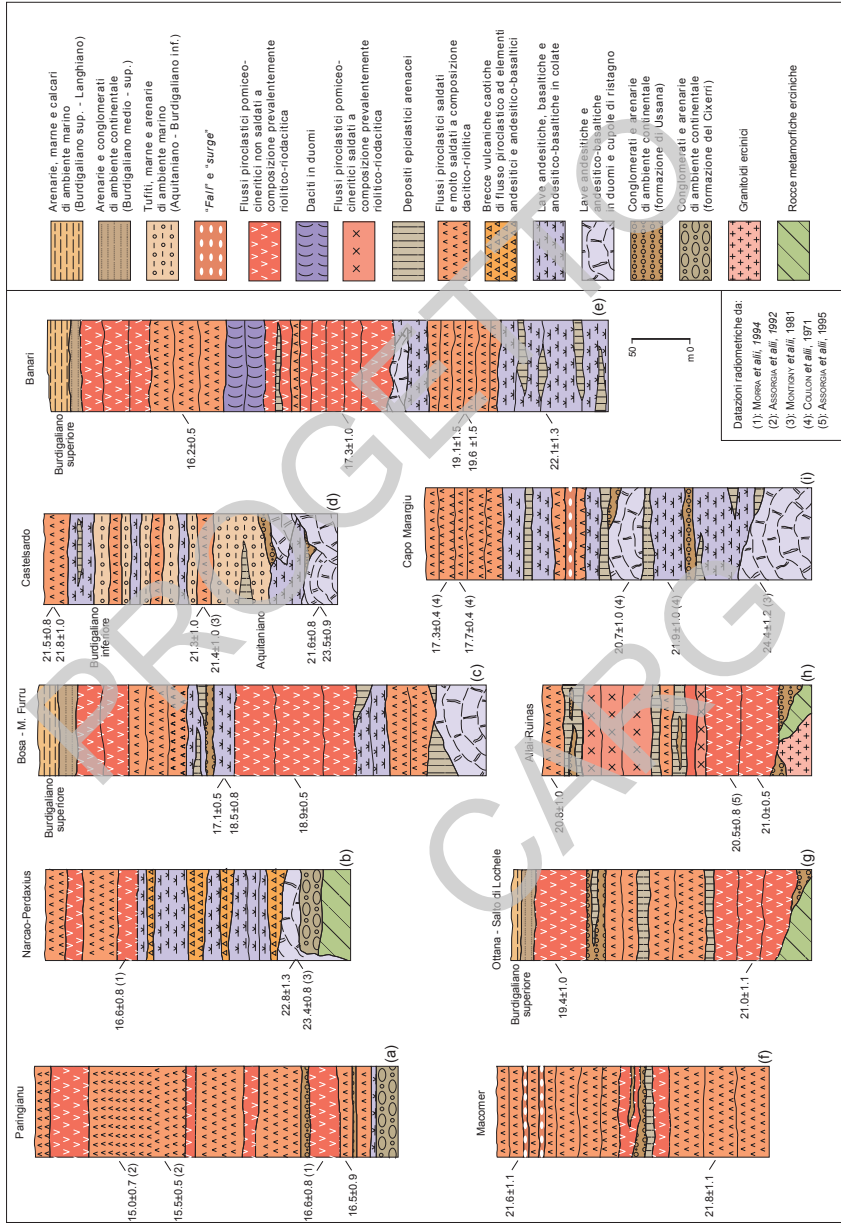 Paringianu
15.0±0.7 (2)
15.5±0.5 (2)
16.6±0.8 (1)
16.5±0.9
(a)
Narcao-Perdaxius
16.6±0.8 (1)
22.8±1.3
23.4±0.8 (3)
(b)
Bosa - M. Furru
Burdigaliano
superiore
17.1±0.5
18.5±0.8
18.9±0.5
(c)
Castelsardo
21.5±0.8
21.8±1.0
Burdigaliano
inferiore
21.3±1.0
21.4±1.0 (3)
Aquitaniano
21.6±0.8
23.5±0.9
(d)
Banari
Burdigaliano
superiore
16.2±0.5
17.3±1.0
19.1±1.5
19.6 ±1.5
22.1±1.3
(e)
Macomer
21.6±1.1
21.8±1.1
(f)
Ottana - Salto di Lochele
Burdigaliano
superiore
19.4±1.0
21.0±1.1
(g)
Allai-Ruinas
20.8±1.0
20.5±0.8 (5)
21.0±0.5
(h)
Capo Marargiu
17.3±0.4 (4)
17.7±0.4 (4)
20.7±1.0 (4)
21.9±1.0 (4)
24.4±1.2 (3)
(i)
50
m 0
Datazioni radiometriche da:
(1): MORRA et alii, 1994
(2): ASSORGIA et alii, 1992
(3) MONTIGNY et alii, 1981
(4): COULON et alii, 1971
(5): ASSORGIA et alii, 1995
Arenarie, marne e calcari
di ambiente marino
(Burdigaliano sup. - Langhiano)
Arenarie e conglomerati
di ambiente continentale
(Burdigaliano medio - sup.)
Tufiti, marne e arenarie
di ambiente marino
(Aquitaniano - Burdigaliano inf.)
"Fall" e "surge"
Flussi piroclastici pomiceo-
cineritici non saldati a
composizione prevalentemente
riolitico-riodacitica
Daciti in duomi
Flussi piroclastici pomiceo-
cineritici saldati a
composizione prevalentemente
riolitico-riodacitica
Depositi epiclastici arenacei
Flussi piroclastici saldati
e molto saldati a composizione
dacitico-riolitica
Brecce vulcaniche caotiche
di flusso piroclastico ad elementi
andesitici e andesitico-basaltici
Lave andesitiche, basaltiche e
andesitico-basaltiche in colate
Lave andesitiche e
andesitico-basaltiche
in duomi e cupole di ristagno
Conglomerati e arenarie
di ambiente continentale
(formazione di Ussana)
Conglomerati e arenarie
di ambiente continentale
(formazione del Cixerri)
Granitoidi ercinici
Rocce metamorfiche erciniche
PROGETTO
CARG